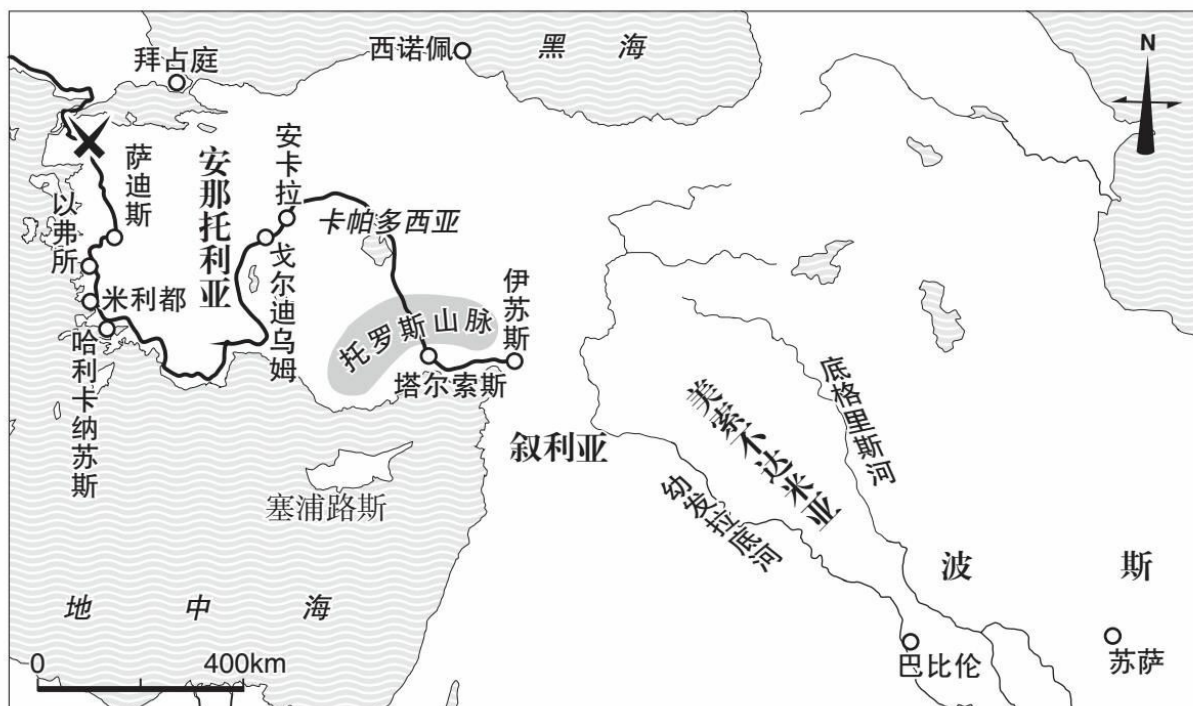 黑海
N
西诺佩
拜占庭
安卡拉
萨迪斯
安那托利亚
以弗所
卡帕多西亚
戈尔迪乌姆
伊苏斯
米利都
托罗斯山脉
哈利卡纳苏斯
塔尔索斯
底格里斯河
美索不达米亚
叙利亚
幼发拉底河
塞浦路斯
波斯
地中海
0 400km
巴比伦
苏萨